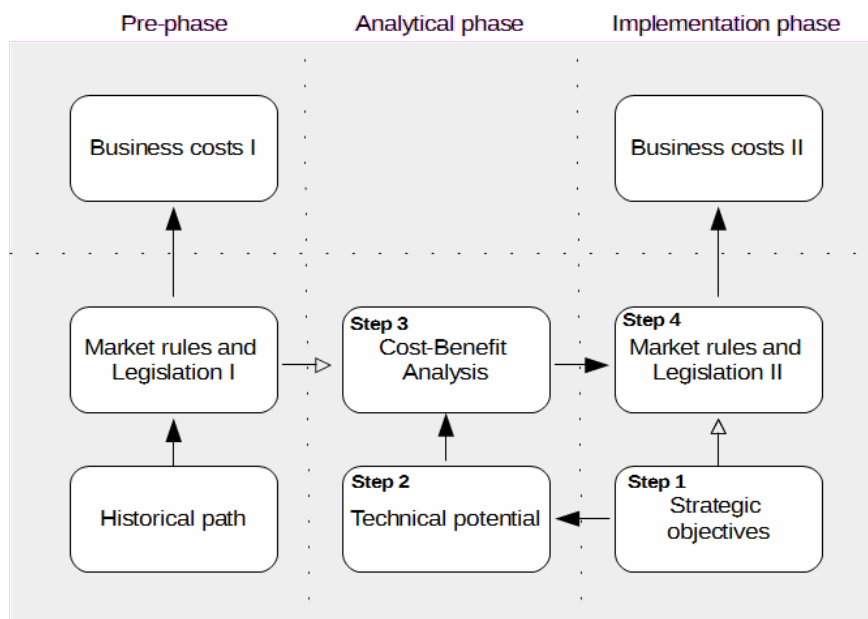 Pre-phase
Analytical phase
Implementation phase
Business costs I
Business costs II
Market rules and
Legislation I
Step 3
Cost-Benefit
Analysis
Step 4
Market rules and
Legislation II
Historical path
Step 2
Technical potential
Step 1
Strategic
objectives